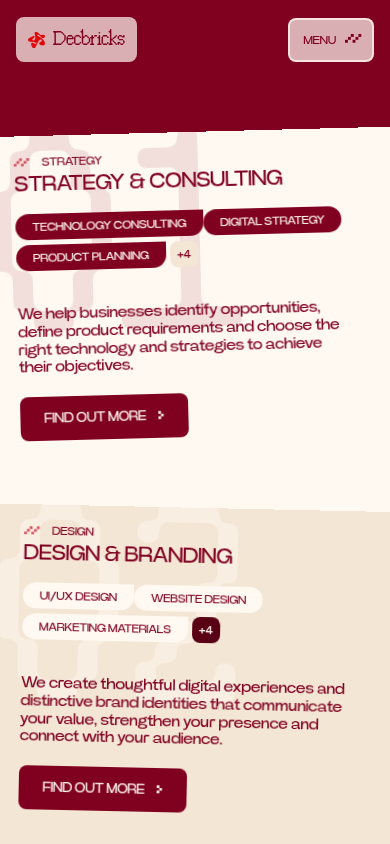 Decbricks
MENU
01
STRATEGY
STRATEGY & CONSULTING
TECHNOLOGY CONSULTING
DIGITAL STRATEGY
PRODUCT PLANNING
+4
We help businesses identify opportunities,
define product requirements and choose the
right technology and strategies to achieve
their objectives.
FIND OUT MORE
02
DESIGN
DESIGN & BRANDING
UI/UX DESIGN
WEBSITE DESIGN
MARKETING MATERIALS
+4
We create thoughtful digital experiences and
distinctive brand identities that communicate
your value, strengthen your presence and
connect with your audience.
FIND OUT MORE